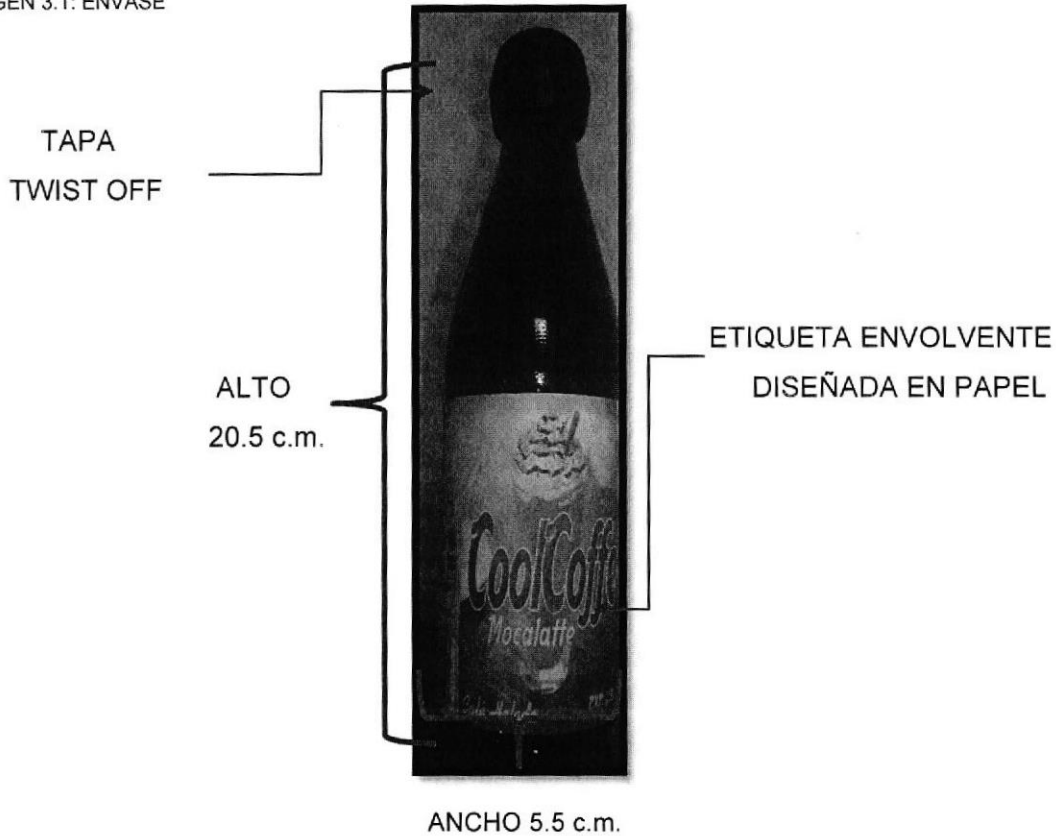 GEN 3.1: ENVASE
TAPA
TWIST OFF
ALTO
20.5 c.m.
ETIQUETA ENVOLVENTE
DISEÑADA EN PAPEL
CoolCoffe
Mocalatte
ANCHO 5.5 c.m.